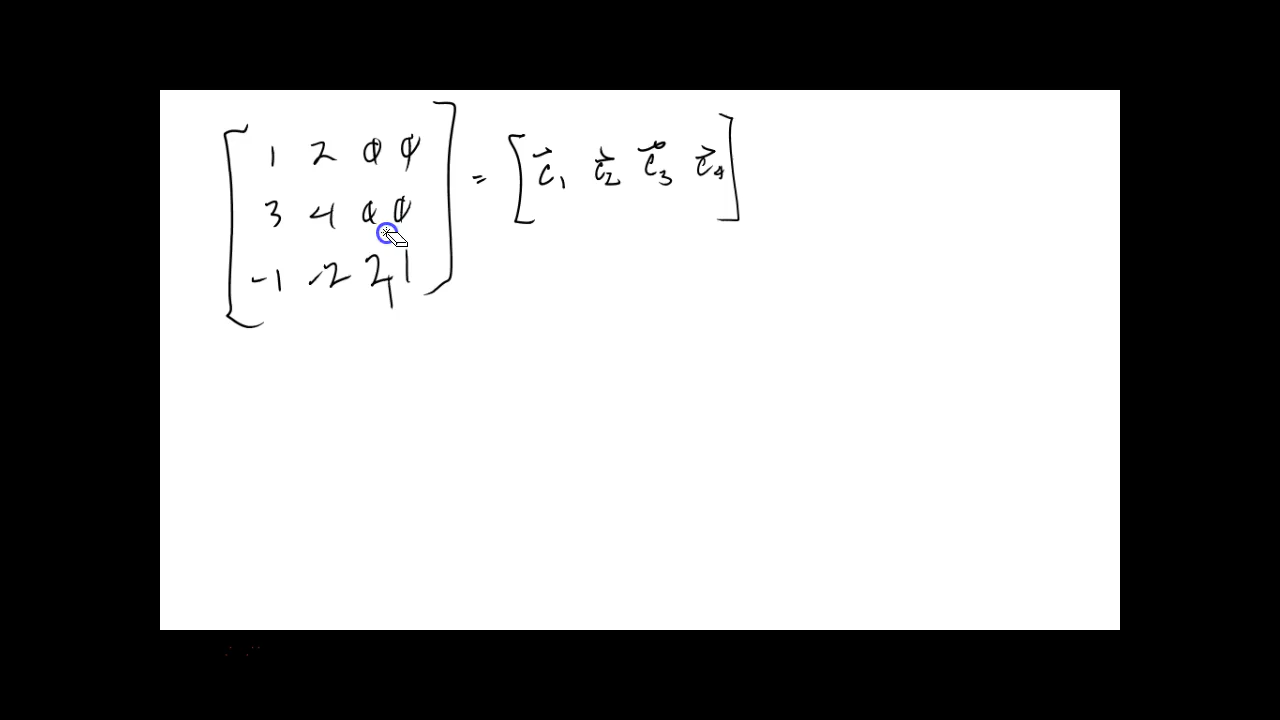 1 2 0 0 = [c⃗₁ c⃗₂ c⃗₃ c⃗₄]
3 4 0 0
-1 -2 2 1